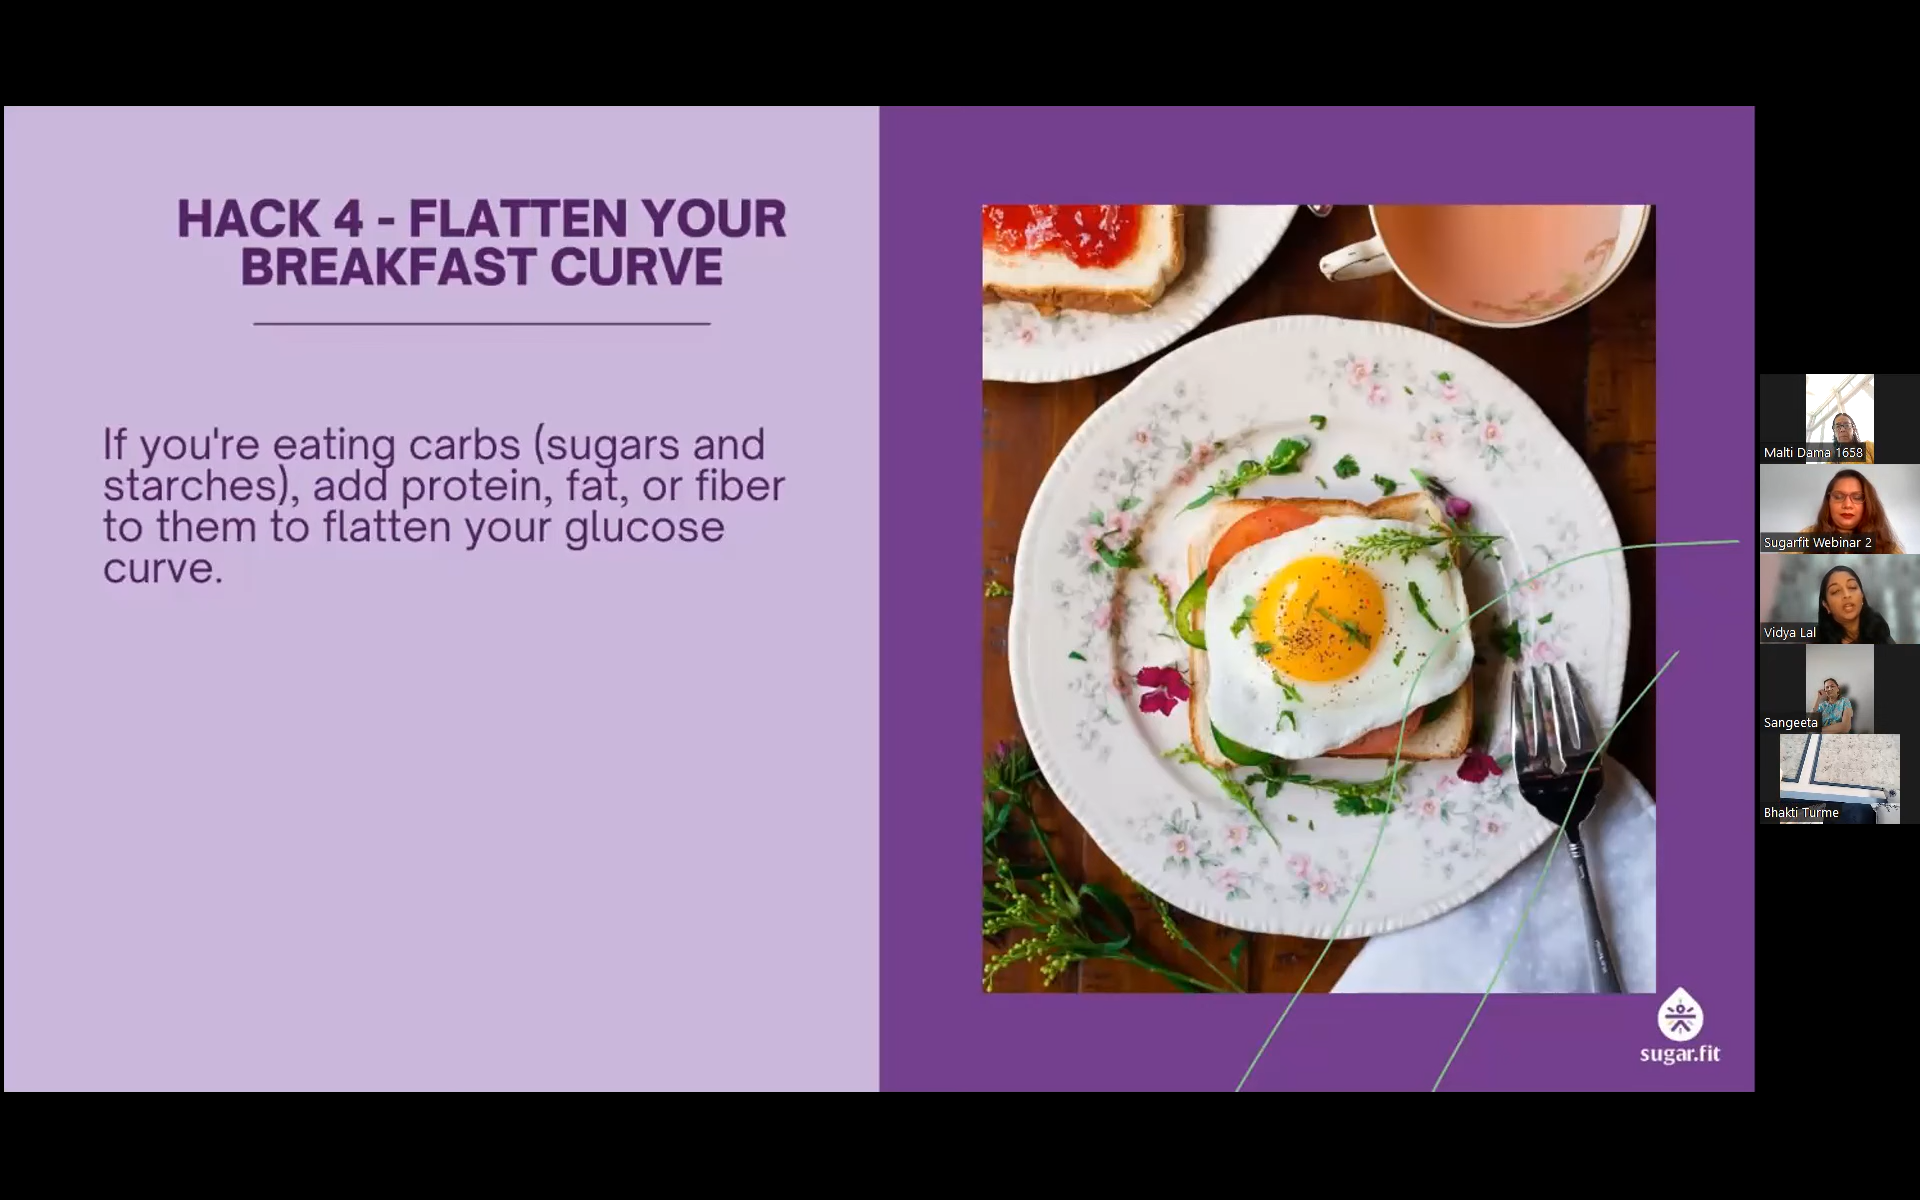 HACK 4 - FLATTEN YOUR
BREAKFAST CURVE
If you're eating carbs (sugars and
starches), add protein, fat, or fiber
to them to flatten your glucose
curve.
sugar.fit
Malti Dama 1658
Sugarfit Webinar 2
Vidya Lal
Sangeeta
Bhakti Turme